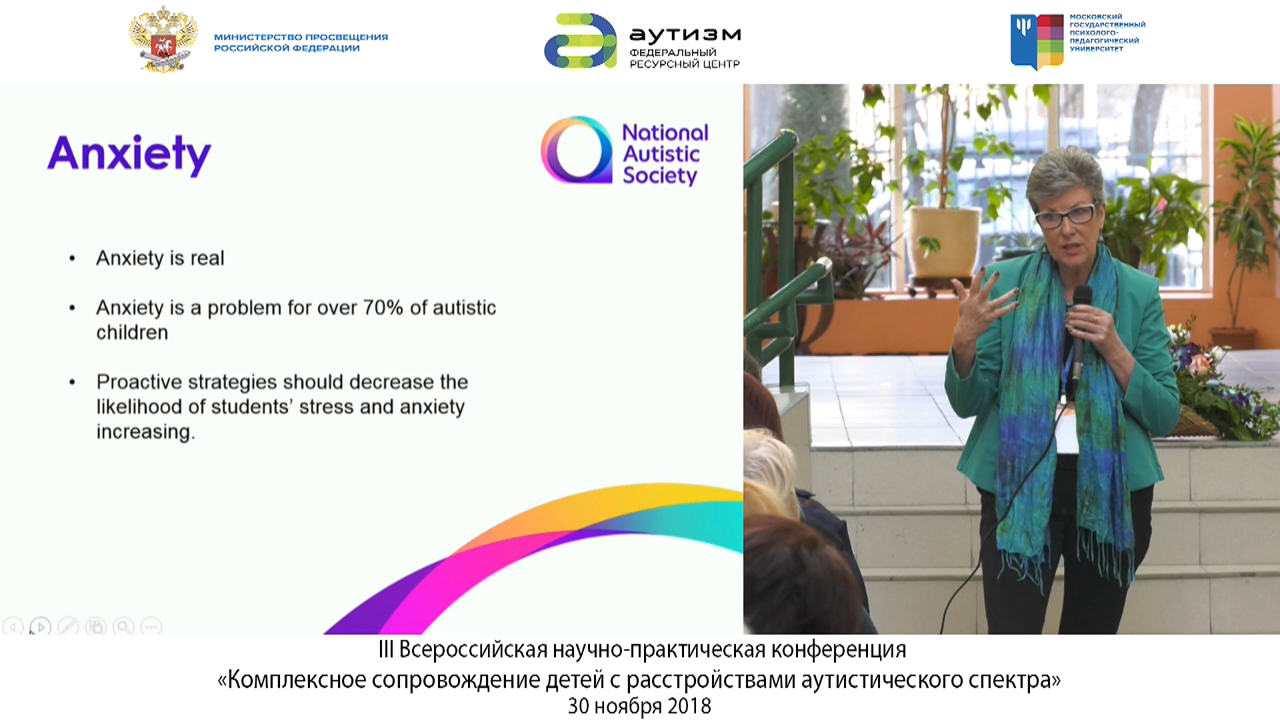 МИНИСТЕРСТВО ПРОСВЕЩЕНИЯ
РОССИЙСКОЙ ФЕДЕРАЦИИ
аутизм
ФЕДЕРАЛЬНЫЙ
РЕСУРСНЫЙ ЦЕНТР
МОСКОВСКИЙ
ГОСУДАРСТВЕННЫЙ
ПСИХОЛОГО-
ПЕДАГОГИЧЕСКИЙ
УНИВЕРСИТЕТ
Anxiety
National
Autistic
Society
• Anxiety is real
• Anxiety is a problem for over 70% of autistic
children
• Proactive strategies should decrease the
likelihood of students’ stress and anxiety
increasing.
III Всероссийская научно-практическая конференция
«Комплексное сопровождение детей с расстройствами аутистического спектра»
30 ноября 2018